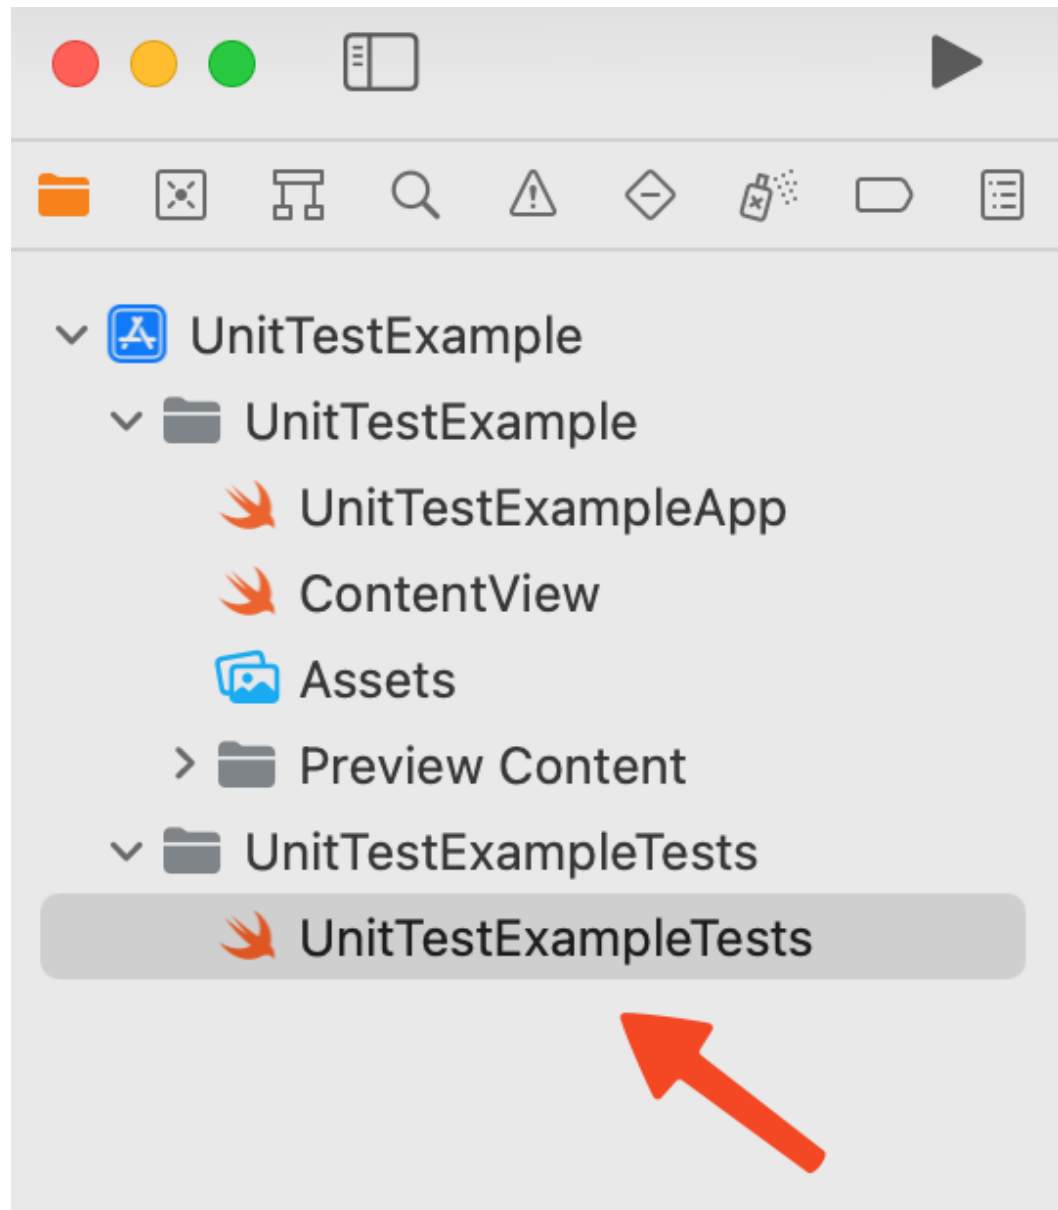 UnitTestExample
UnitTestExample
UnitTestExampleApp
ContentView
Assets
Preview Content
UnitTestExampleTests
UnitTestExampleTests